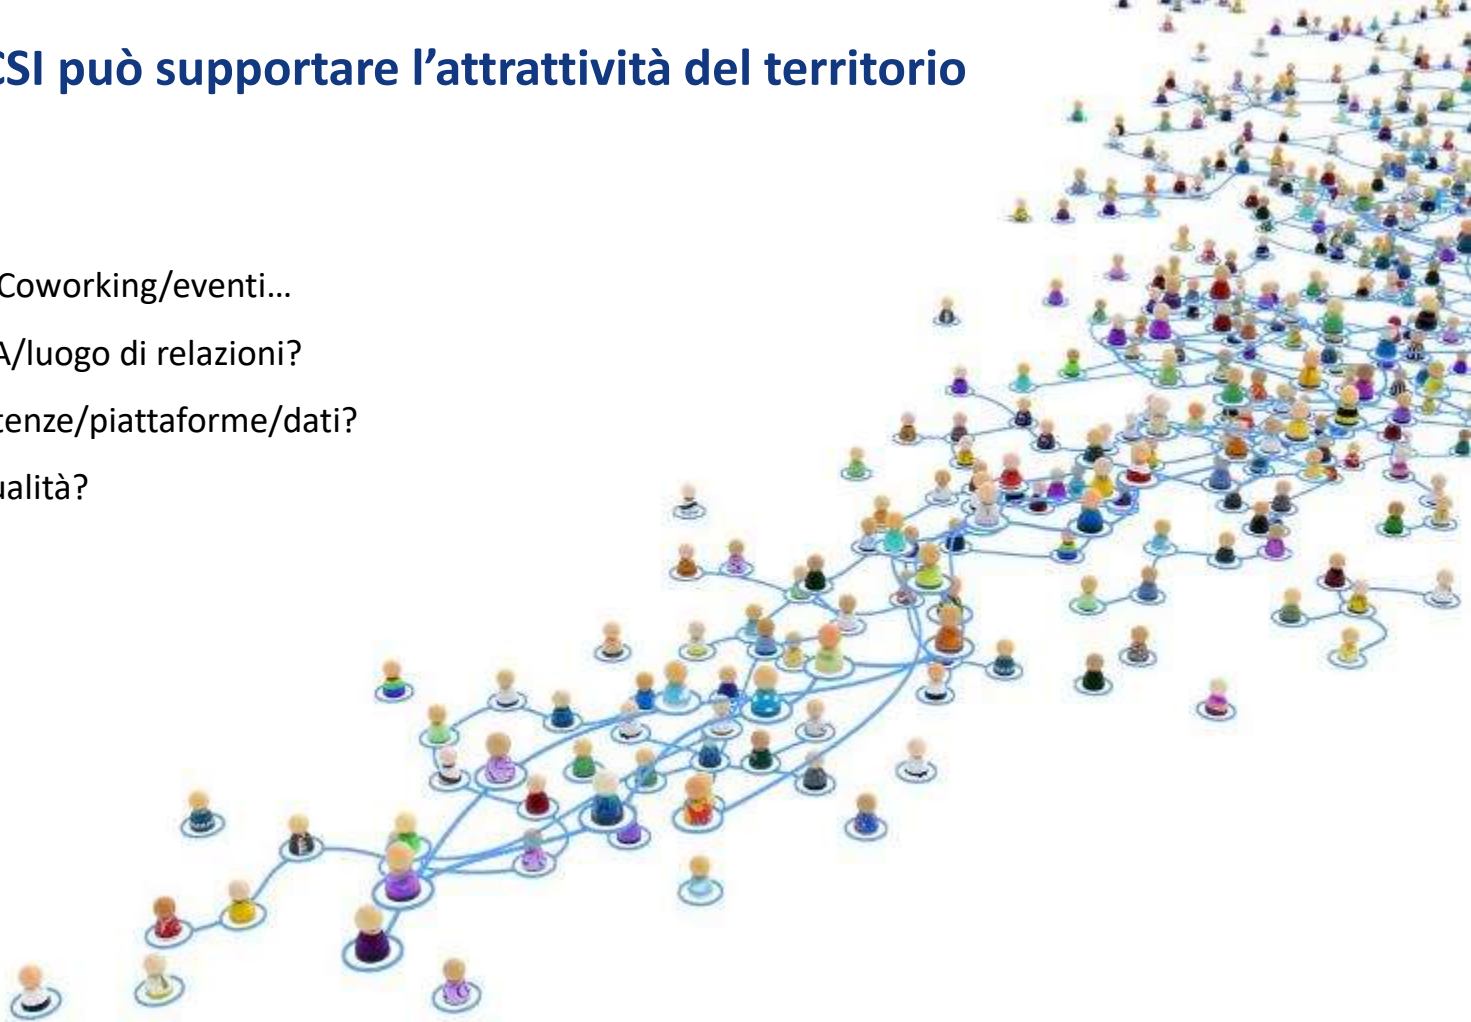 CSI può supportare l’attrattività del territorio
Coworking/eventi…
A/luogo di relazioni?
tenze/piattaforme/dati?
ualità?